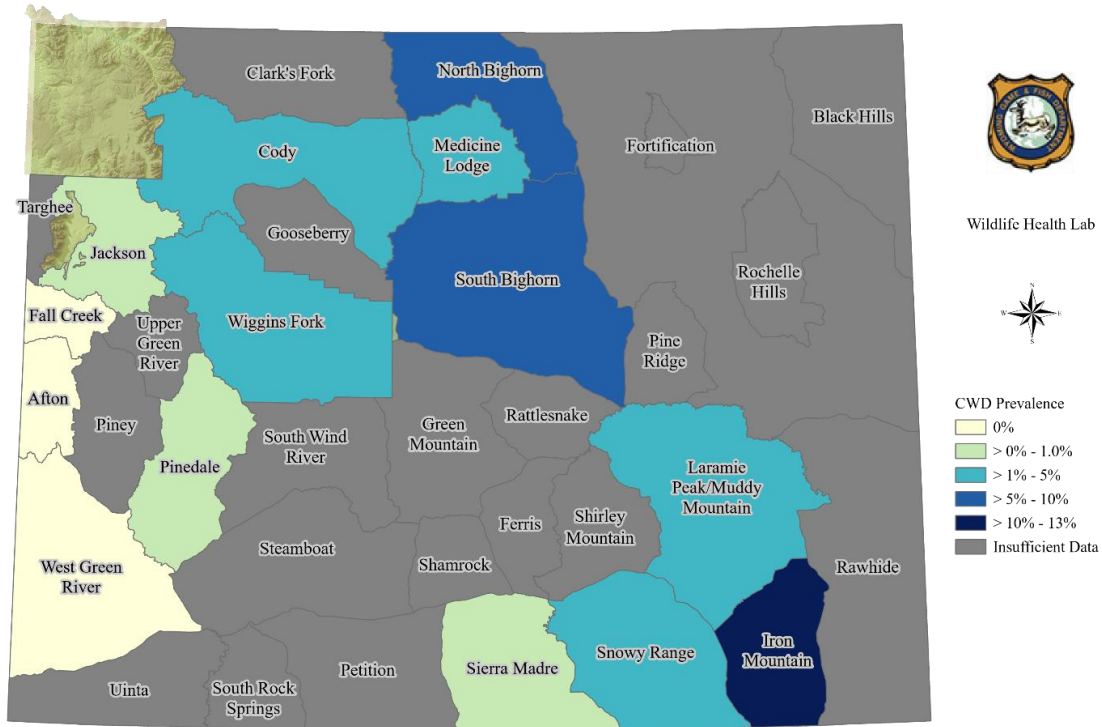 Clark's Fork
North Bighorn
Black Hills
Fortification
Medicine
Lodge
Cody
Targhee
Gooseberry
Jackson
South Bighorn
Rochelle
Hills
Fall Creek
Upper
Green
River
Wiggins Fork
Pine
Ridge
Afton
Piney
Rattlesnake
Green
Mountain
South Wind
River
Pinedale
Laramie
Peak/Muddy
Mountain
Ferris
Shirley
Mountain
Steamboat
Shamrock
Rawhide
West Green
River
Iron
Mountain
Snowy Range
Sierra Madre
Petition
Uinta
South Rock
Springs
WYOMING GAME & FISH DEPARTMENT
Wildlife Health Lab
N
W
E
S
CWD Prevalence
0%
> 0% - 1.0%
> 1% - 5%
> 5% - 10%
> 10% - 13%
Insufficient Data